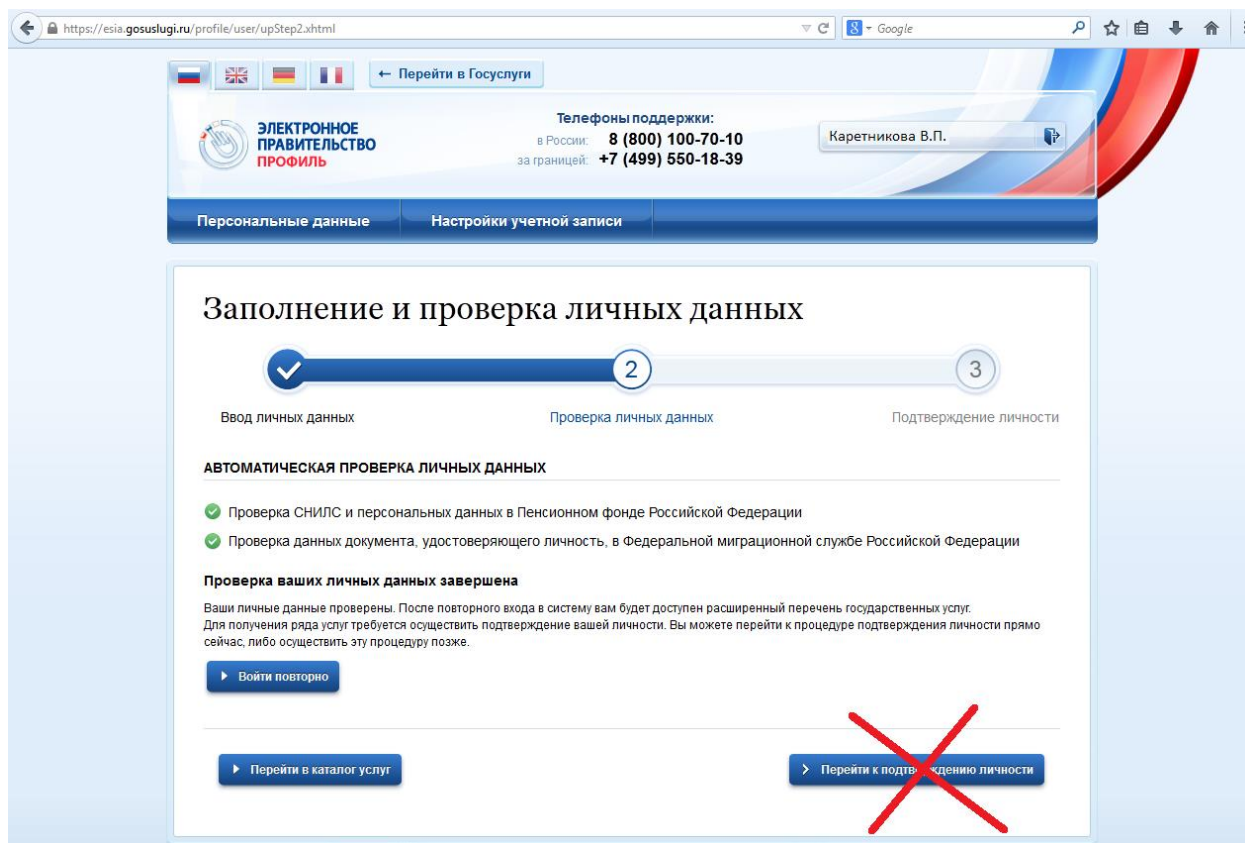 https://esia.gosuslugi.ru/profile/user/upStep2.xhtml
Google
Перейти в Госуслуги
ЭЛЕКТРОННОЕ
ПРАВИТЕЛЬСТВО
ПРОФИЛЬ
Телефоны поддержки:
в России: 8 (800) 100-70-10
за границей: +7 (499) 550-18-39
Каретникова В.П.
Персональные данные Настройки учетной записи
Заполнение и проверка личных данных
2 3
Ввод личных данных Проверка личных данных Подтверждение личности
АВТОМАТИЧЕСКАЯ ПРОВЕРКА ЛИЧНЫХ ДАННЫХ
Проверка СНИЛС и персональных данных в Пенсионном фонде Российской Федерации
Проверка данных документа, удостоверяющего личность, в Федеральной миграционной службе Российской Федерации
Проверка ваших личных данных завершена
Ваши личные данные проверены. После повторного входа в систему вам будет доступен расширенный перечень государственных услуг.
Для получения ряда услуг требуется осуществить подтверждение вашей личности. Вы можете перейти к процедуре подтверждения личности прямо
сейчас, либо осуществить эту процедуру позже.
Войти повторно
Перейти в каталог услуг Перейти к подтверждению личности